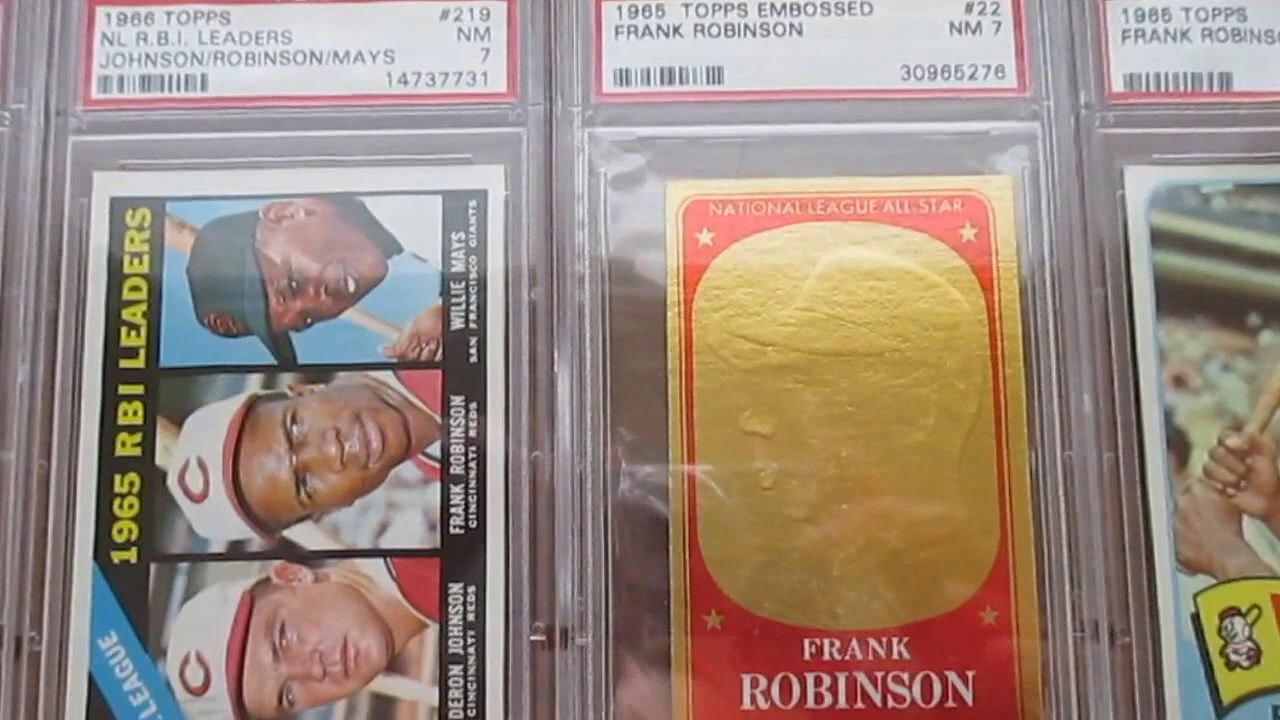 1966 TOPPS #219
NL R.B.I. LEADERS NM
JOHNSON/ROBINSON/MAYS 7
14737731
1965 RBI LEADERS
WILLIE MAYS
SAN FRANCISCO GIANTS
FRANK ROBINSON
CINCINNATI REDS
DERON JOHNSON
CINCINNATI REDS
LEAGUE
C
C
1965 TOPPS EMBOSSED #22
FRANK ROBINSON NM 7
30965276
NATIONAL LEAGUE ALL-STAR
FRANK
ROBINSON
1965 TOPPS
FRANK